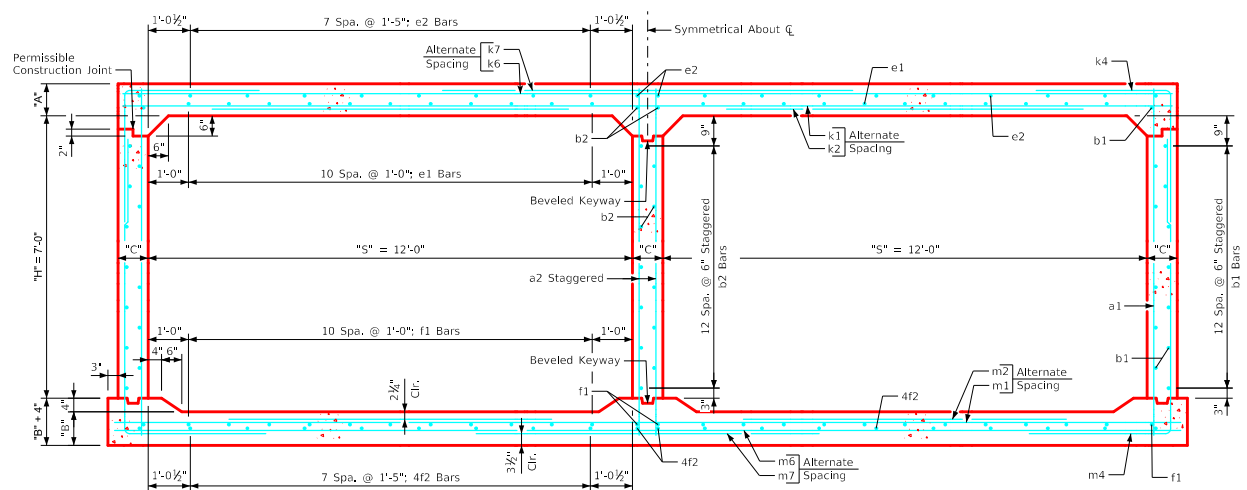 1'-0½"
7 Spa. @ 1'-5"; e2 Bars
1'-0½"
Symmetrical About ℄
Permissible
Construction Joint
Alternate
Spacing
k7
k6
e2
e1
k4
"A"
2"
6"
6"
b2
k1
k2
Alternate
Spacing
e2
b1
9"
9"
1'-0"
10 Spa. @ 1'-0"; e1 Bars
1'-0"
Beveled Keyway
b2
"H" = 7'-0"
"C"
"S" = 12'-0"
"C"
"S" = 12'-0"
"C"
a2 Staggered
12 Spa. @ 6" Staggered
b2 Bars
12 Spa. @ 6" Staggered
b1 Bars
a1
b1
1'-0"
10 Spa. @ 1'-0"; f1 Bars
1'-0"
4"
6"
3"
Beveled Keyway
m2
m1
Alternate
Spacing
"B" + 4"
4"
"B"
2¼"
Clr.
f1
4f2
3"
3"
3½"
Clr.
4f2
m6
m7
Alternate
Spacing
m4
f1
1'-0½"
7 Spa. @ 1'-5"; 4f2 Bars
1'-0½"